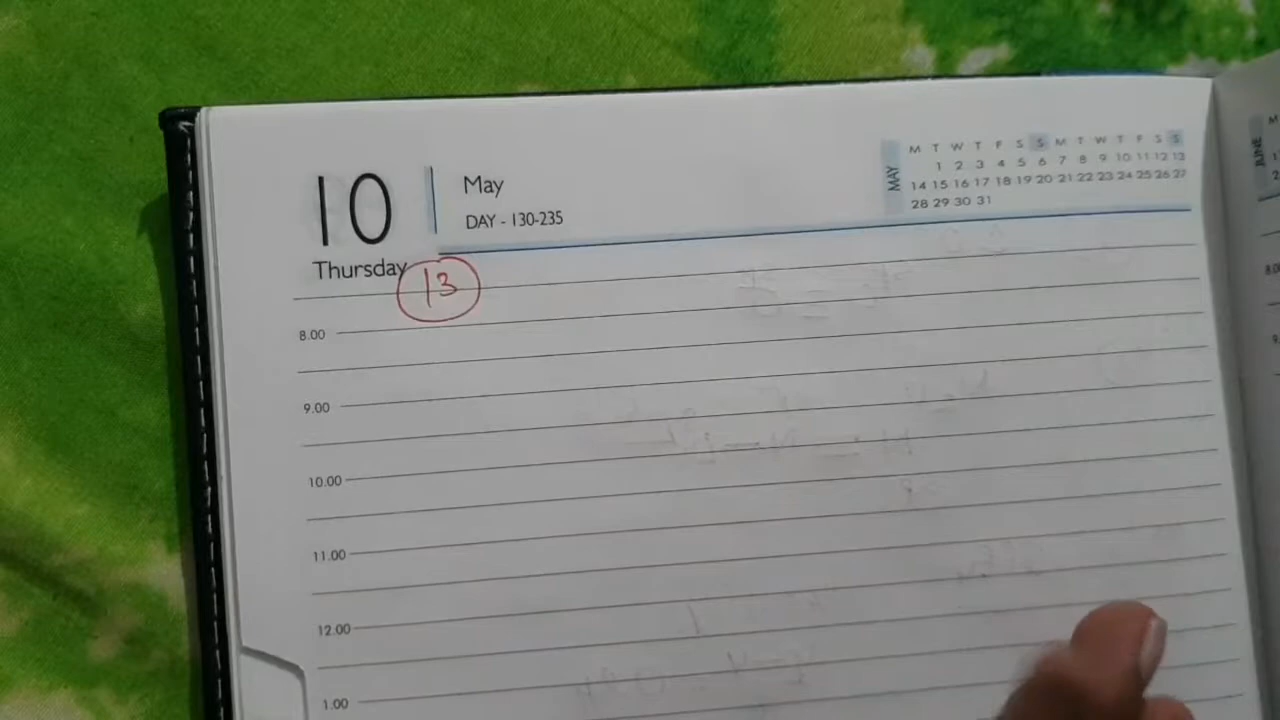 10
May
DAY - 130-235
Thursday
13
MAY
M T W T F S S M T W T F S S
1 2 3 4 5 6 7 8 9 10 11 12 13
14 15 16 17 18 19 20 21 22 23 24 25 26 27
28 29 30 31
JUNE
8.00
9.00
10.00
11.00
12.00
1.00